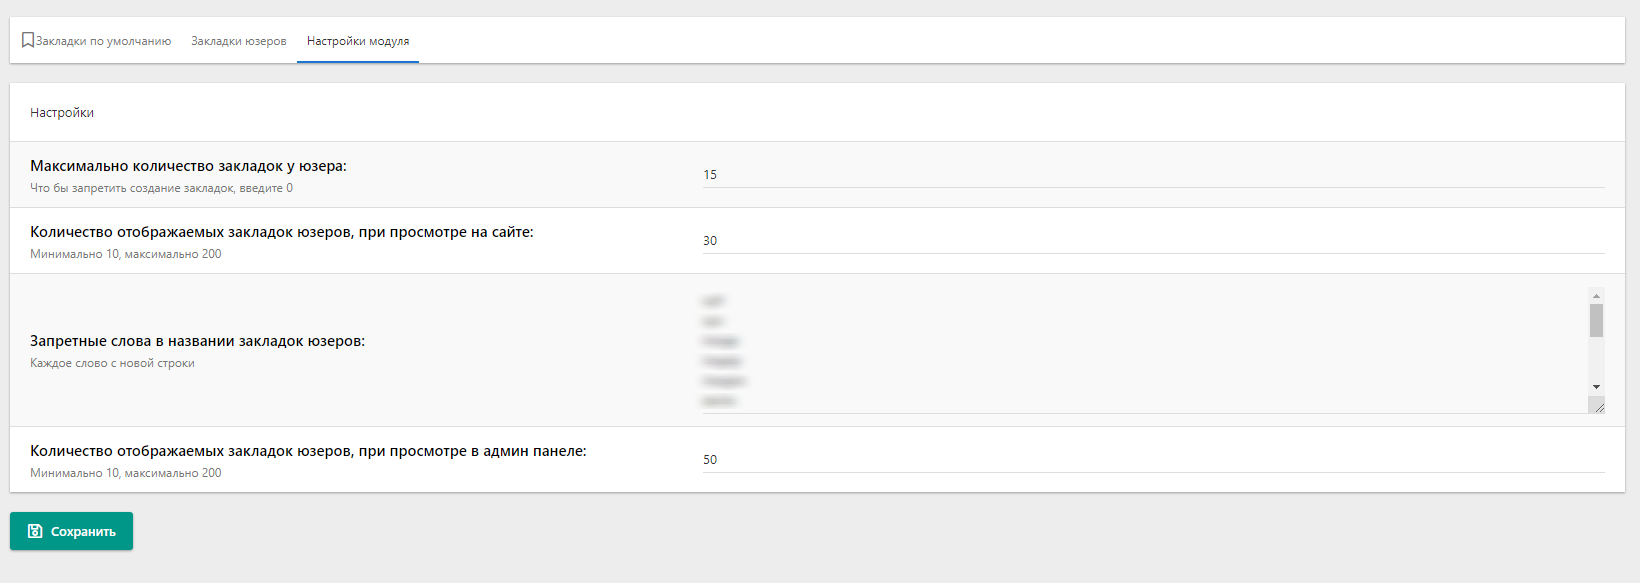 Закладки по умолчанию Закладки юзеров Настройки модуля
Настройки
Максимально количество закладок у юзера:
Что бы запретить создание закладок, введите 0
15
Количество отображаемых закладок юзеров, при просмотре на сайте:
Минимально 10, максимально 200
30
Запретные слова в названии закладок юзеров:
Каждое слово с новой строки
Количество отображаемых закладок юзеров, при просмотре в админ панеле:
Минимально 10, максимально 200
50
Сохранить